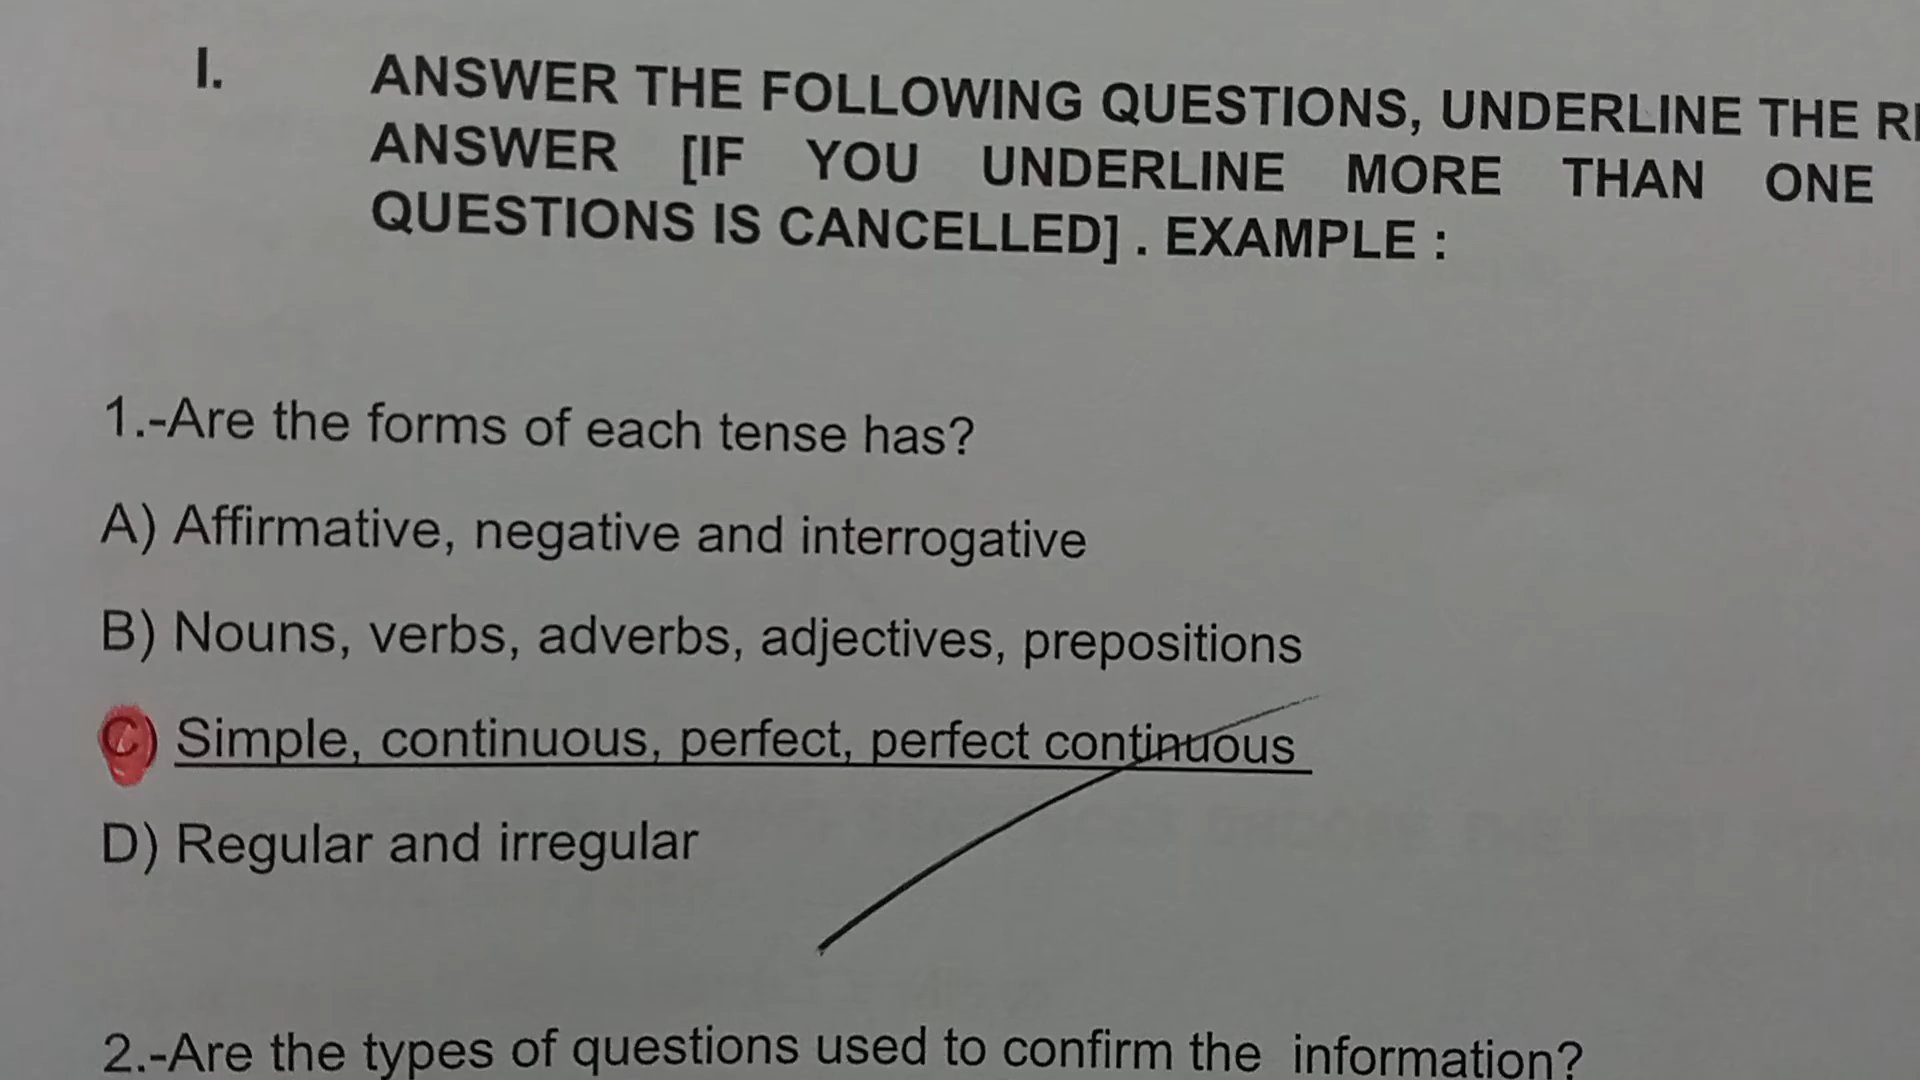 I. ANSWER THE FOLLOWING QUESTIONS, UNDERLINE THE
ANSWER [IF YOU UNDERLINE MORE THAN ONE
QUESTIONS IS CANCELLED] . EXAMPLE :
1.-Are the forms of each tense has?
A) Affirmative, negative and interrogative
B) Nouns, verbs, adverbs, adjectives, prepositions
C) Simple, continuous, perfect, perfect continuous
D) Regular and irregular
2.-Are the types of questions used to confirm the information?